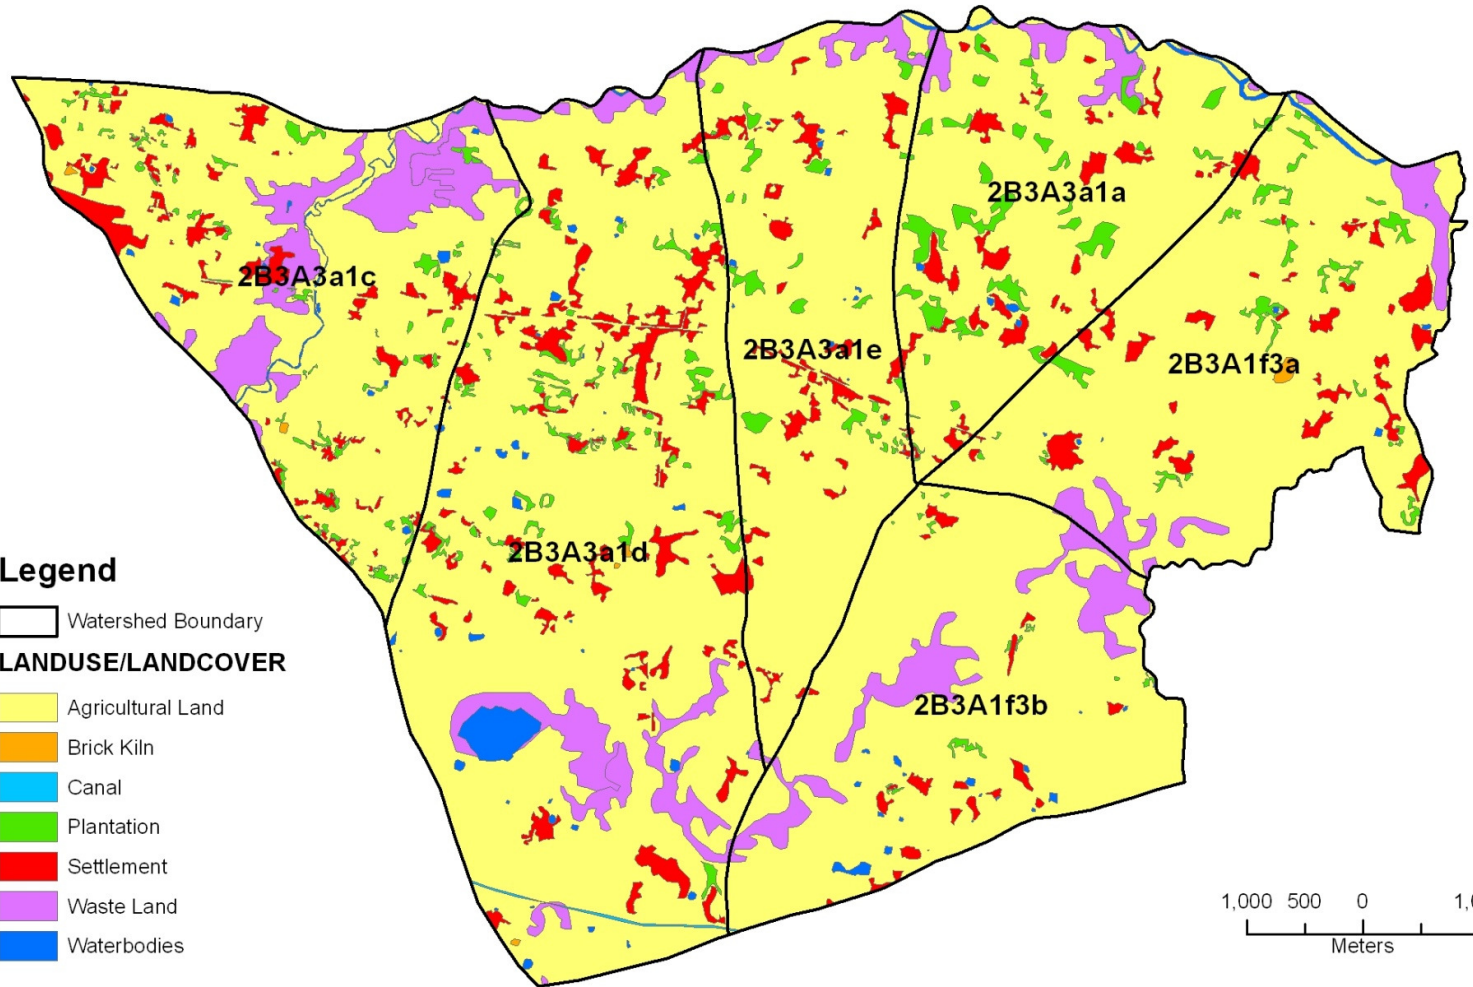 2B3A3a1a
2B3A3a1c
2B3A3a1e
2B3A1f3a
2B3A3a1d
2B3A1f3b
Legend
Watershed Boundary
LANDUSE/LANDCOVER
Agricultural Land
Brick Kiln
Canal
Plantation
Settlement
Waste Land
Waterbodies
1,000 500 0
Meters